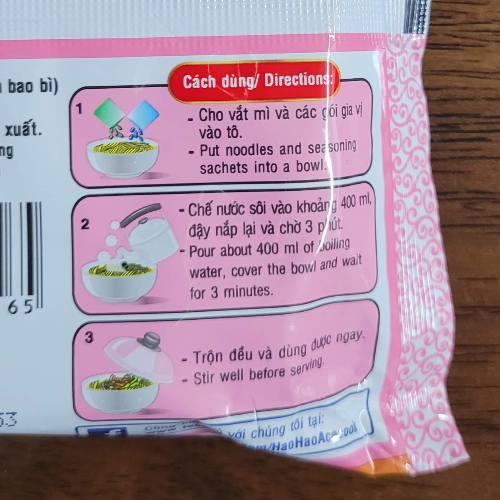 bao bì)
xuất.
Cách dùng/ Directions:
1
- Cho vắt mì và các gói gia vị
vào tô.
- Put noodles and seasoning
sachets into a bowl.
2
- Chế nước sôi vào khoảng 400 ml,
đậy nắp lại và chờ 3 phút.
- Pour about 400 ml of boiling
water, cover the bowl and wait
for 3 minutes.
65
3
- Trộn đều và dùng được ngay.
- Stir well before serving.
53
với chúng tôi tại:
/HaoHaoAcecook